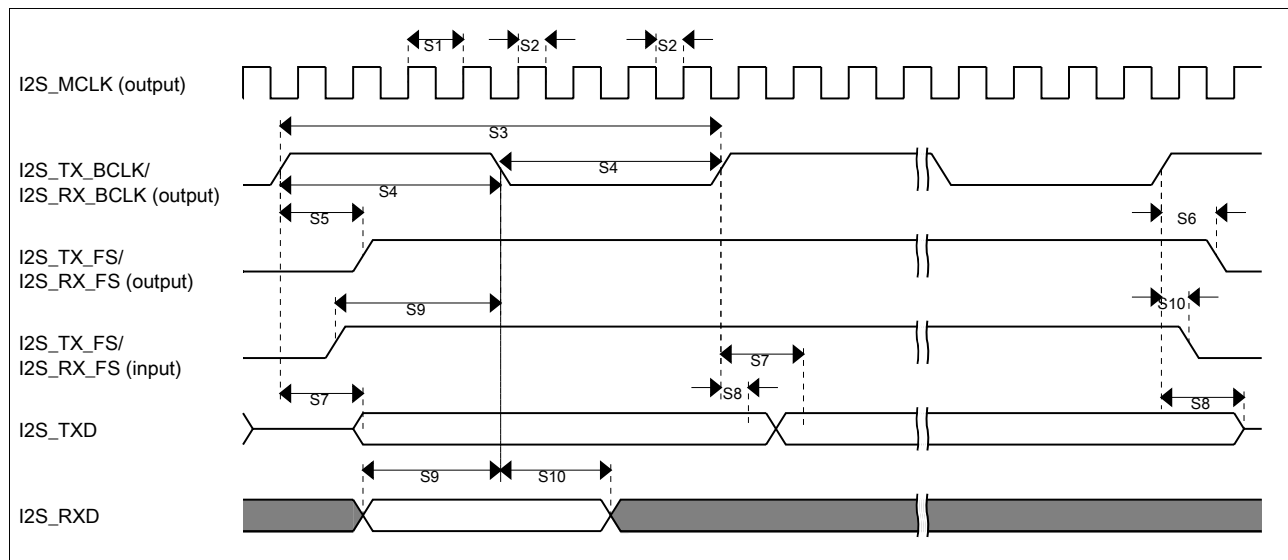 S1 S2 S2
I2S_MCLK (output)
S3
I2S_TX_BCLK/
I2S_RX_BCLK (output)
S4
S4
S5 S6
I2S_TX_FS/
I2S_RX_FS (output)
S9 S10
I2S_TX_FS/
I2S_RX_FS (input)
S7
S7 S8 S8
I2S_TXD
S9 S10
I2S_RXD